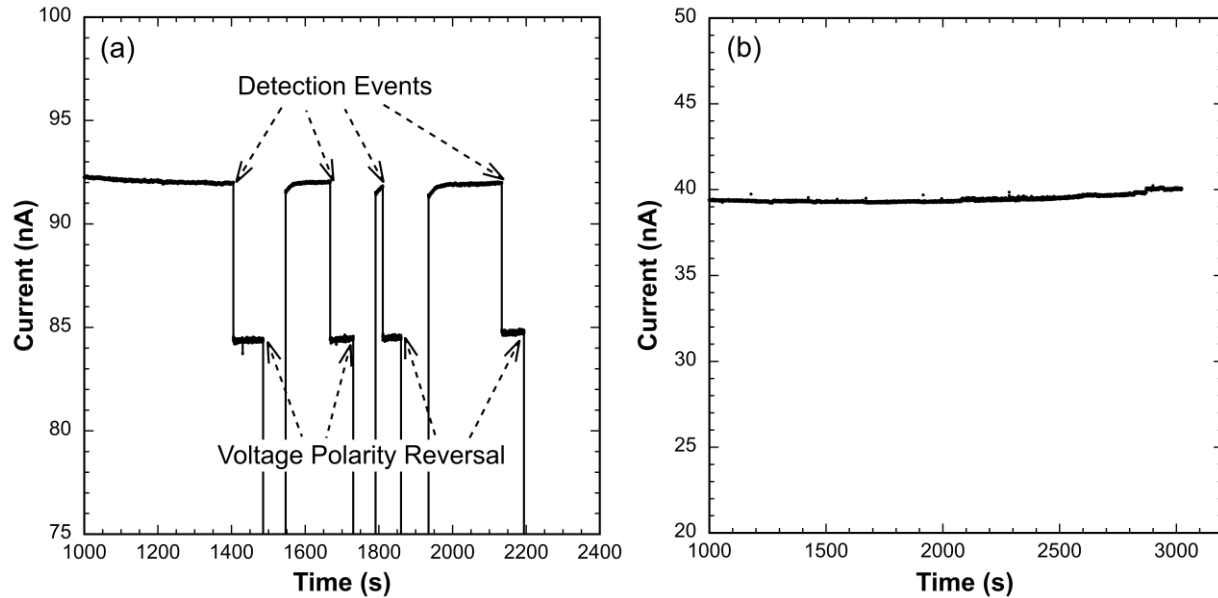 (a)
Detection Events
Voltage Polarity Reversal
Current (nA)
100
95
90
85
80
75
1000 1200 1400 1600 1800 2000 2200 2400
Time (s)
(b)
Current (nA)
50
45
40
35
30
25
20
1000 1500 2000 2500 3000
Time (s)